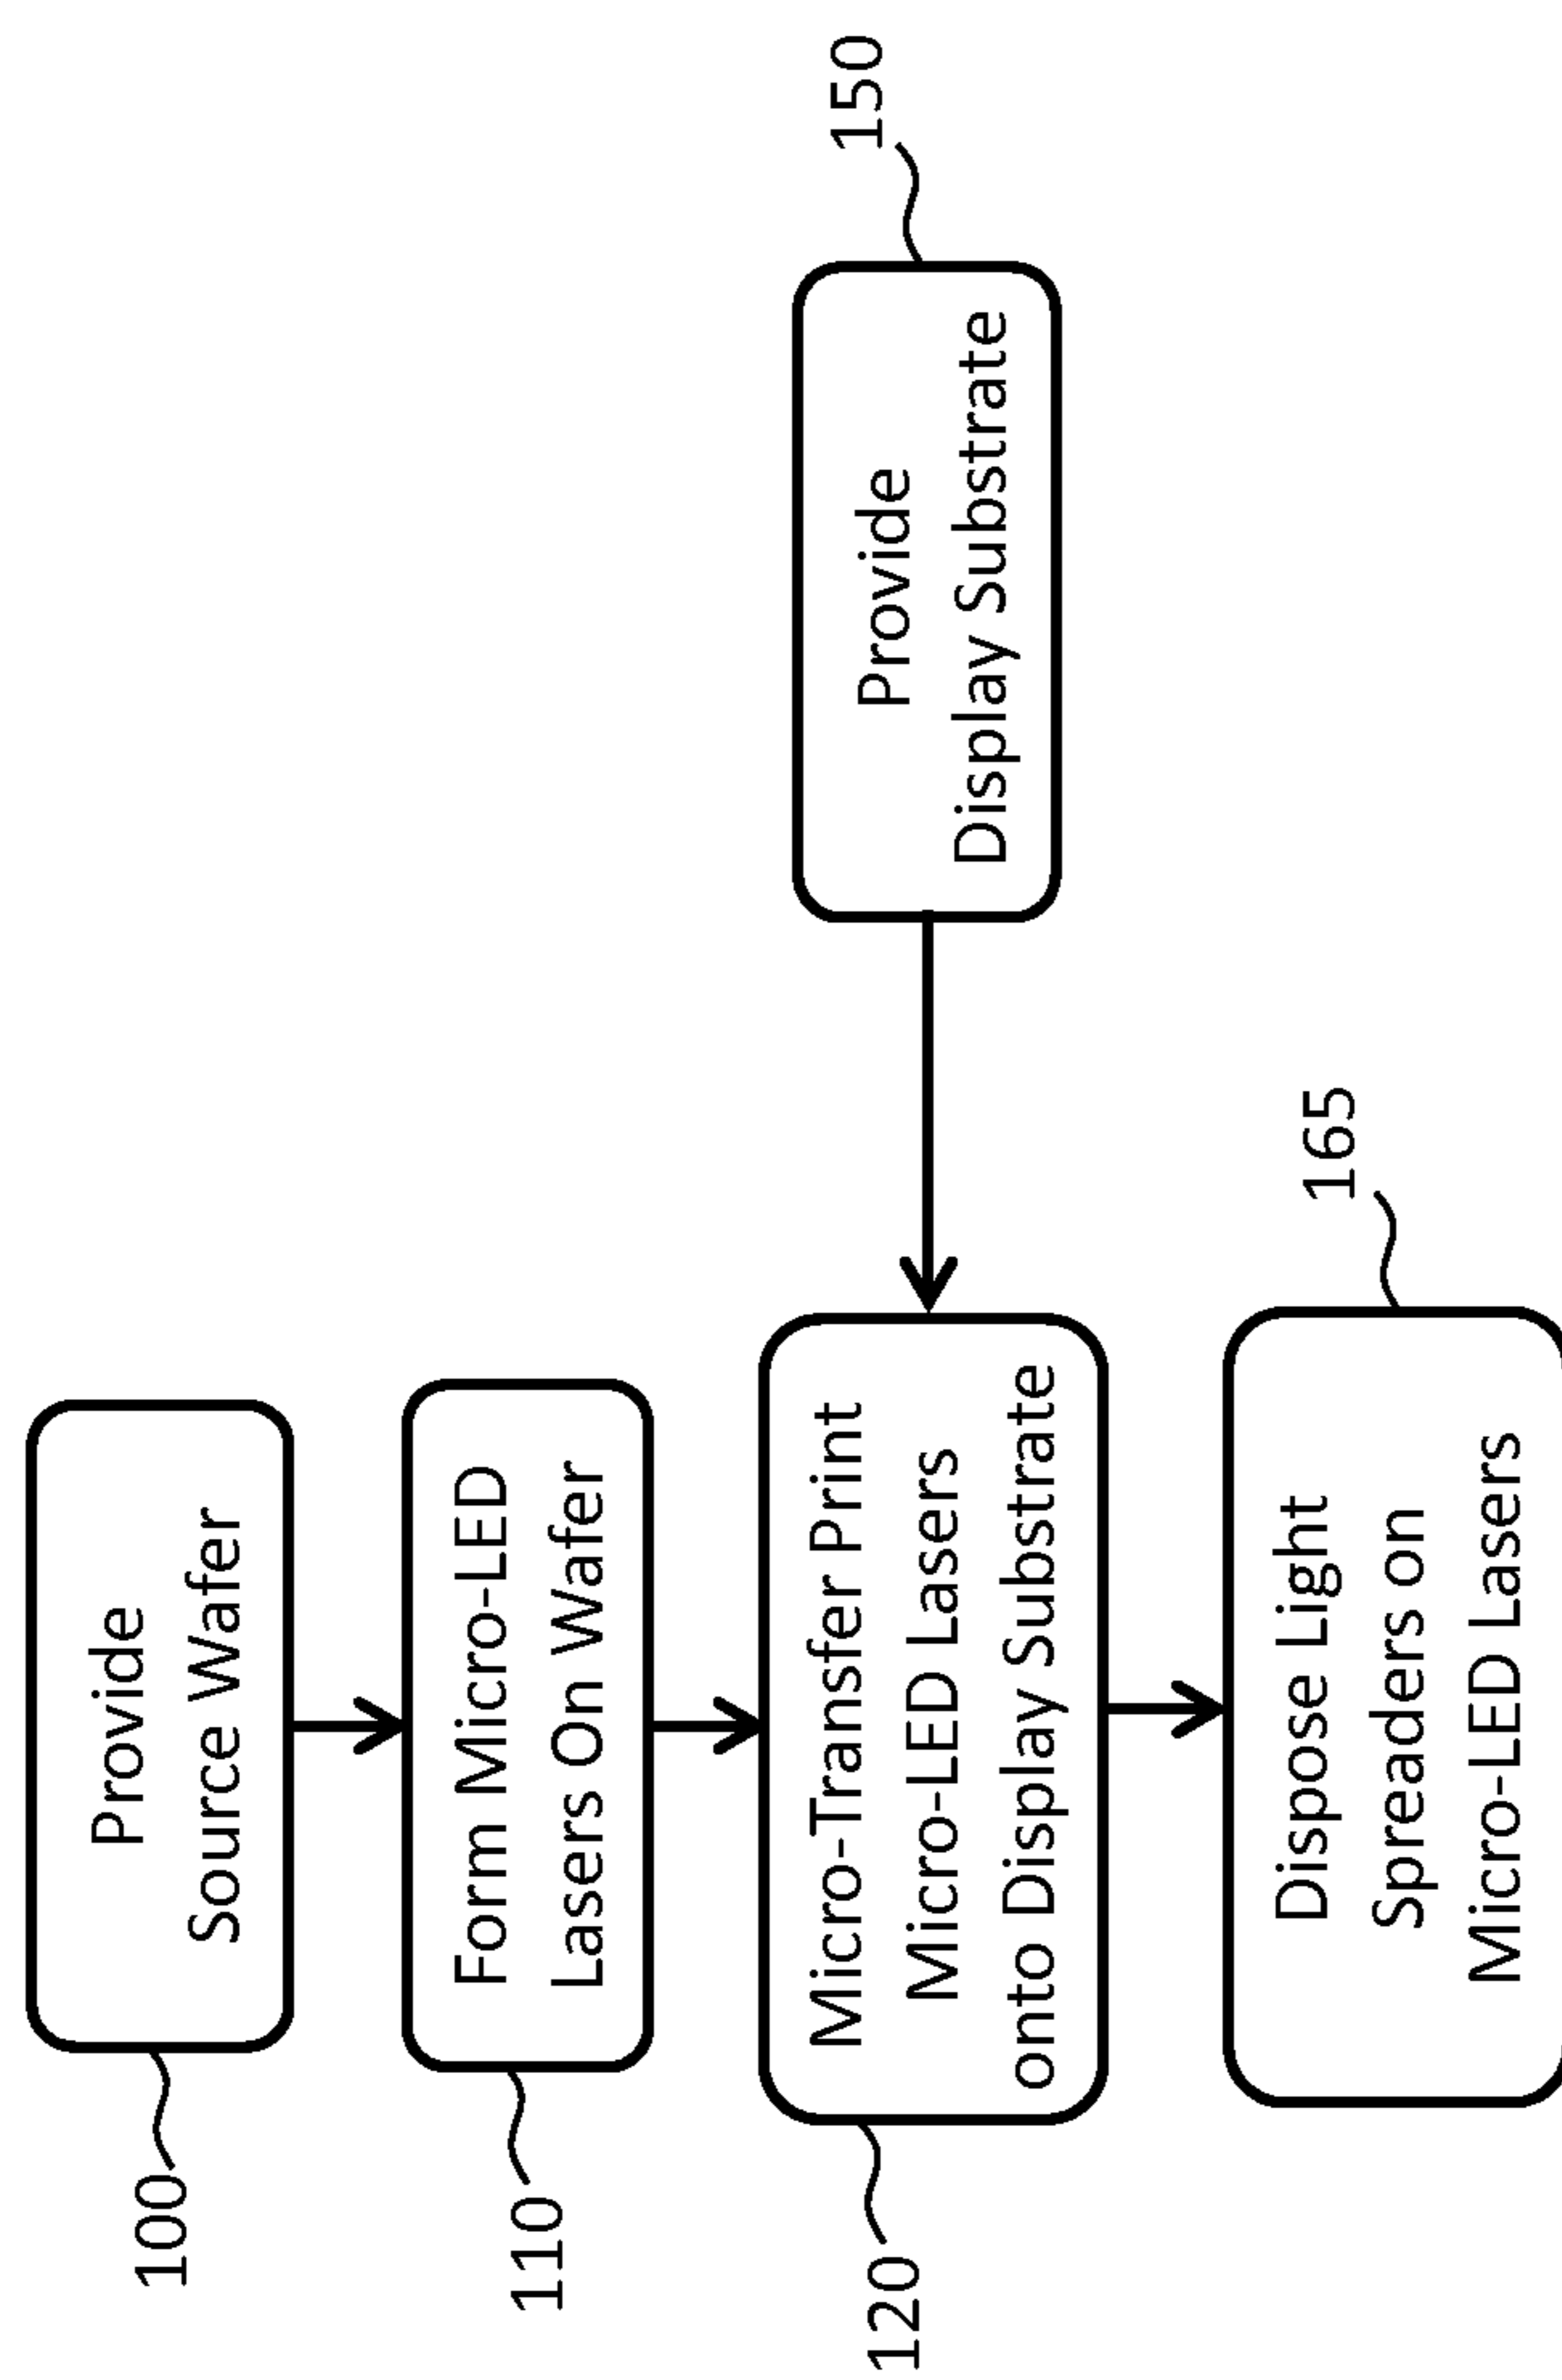 100
Provide
Source Wafer
110
Form Micro-LED
Lasers On Wafer
120
Micro-Transfer Print
Micro-LED Lasers
onto Display Substrate
150
Provide
Display Substrate
165
Dispose Light
Spreaders on
Micro-LED Lasers